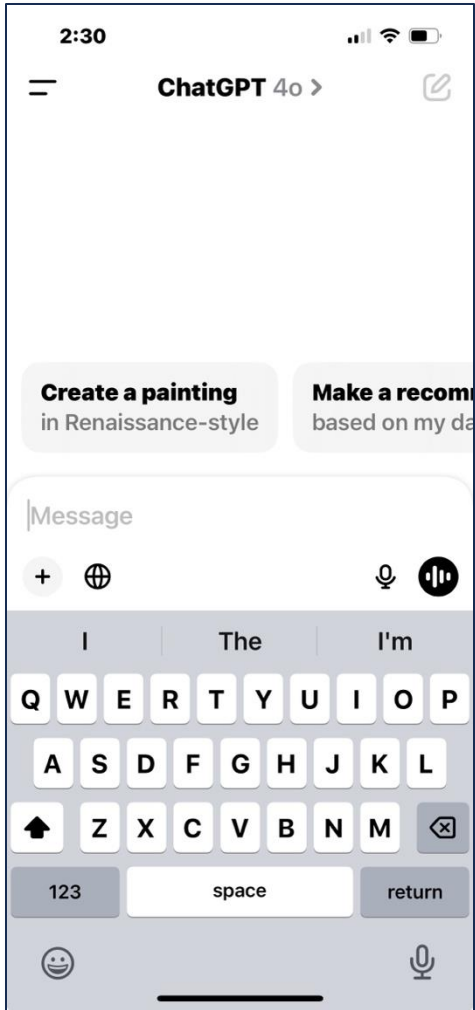 2:30
ChatGPT 4o >
Create a painting
in Renaissance-style
Make a recom
based on my da
Message
I The I'm
Q W E R T Y U I O P
A S D F G H J K L
Z X C V B N M
123 space return